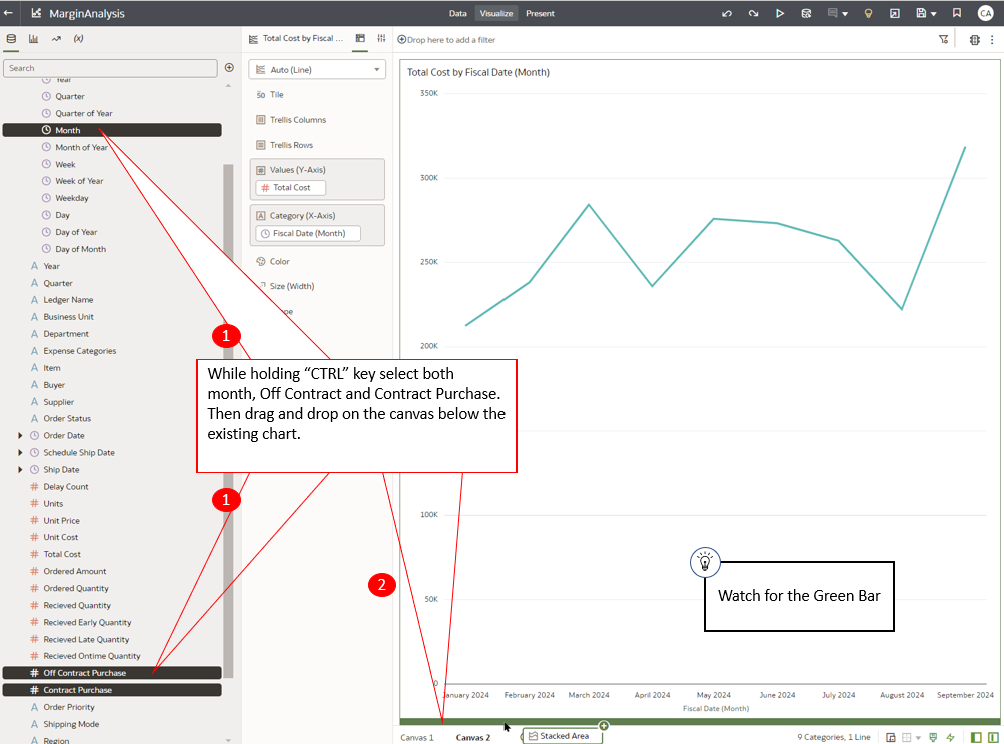 MarginAnalysis
Data Visualize Present
CA
(x)
Total Cost by Fiscal ...
Drop here to add a filter
Search
Year
Quarter
Quarter of Year
Month
Month of Year
Week
Week of Year
Weekday
Day
Day of Year
Day of Month
A Year
A Quarter
A Ledger Name
A Business Unit
A Department
A Expense Categories
A Item
A Buyer
A Supplier
A Order Status
Order Date
Schedule Ship Date
Ship Date
# Delay Count
# Units
# Unit Price
# Unit Cost
# Total Cost
# Ordered Amount
# Ordered Quantity
# Recieved Quantity
# Recieved Early Quantity
# Recieved Late Quantity
# Recieved Ontime Quantity
# Off Contract Purchase
# Contract Purchase
A Order Priority
A Shipping Mode
A Region
Auto (Line)
50 Tile
Trellis Columns
Trellis Rows
Values (Y-Axis)
# Total Cost
Category (X-Axis)
Fiscal Date (Month)
Color
Size (Width)
1
1
2
While holding “CTRL” key select both
month, Off Contract and Contract Purchase.
Then drag and drop on the canvas below the
existing chart.
Total Cost by Fiscal Date (Month)
350K
300K
250K
200K
100K
50K
0
Watch for the Green Bar
January 2024 February 2024 March 2024 April 2024 May 2024 June 2024 July 2024 August 2024 September 2024
Fiscal Date (Month)
Canvas 1 Canvas 2
Stacked Area
9 Categories, 1 Line